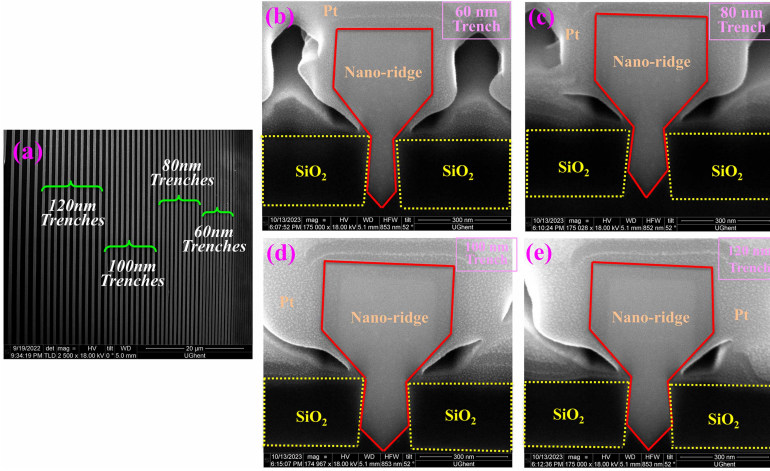 (a)
80nm
Trenches
120nm
Trenches
60nm
Trenches
100nm
Trenches
9/19/2022 det mag HV tilt WD 20 µm
9:34:19 PM TLD 2 500 x 18.00 kV 0 ° 5.0 mm UGhent
(b)
Pt
60 nm
Trench
Nano-ridge
SiO2
SiO2
10/13/2023 mag HV WD HFW tilt 300 nm
6:07:52 PM 175 000 x 18.00 kV 5.1 mm 853 nm 52 ° UGhent
(c)
Pt
80 nm
Trench
Nano-ridge
SiO2
SiO2
10/13/2023 mag HV WD HFW tilt 300 nm
6:10:24 PM 175 028 x 18.00 kV 5.1 mm 852 nm 52 ° UGhent
(d)
100 nm
Trench
Pt
Nano-ridge
SiO2
SiO2
10/13/2023 mag HV WD HFW tilt 300 nm
6:15:07 PM 174 967 x 18.00 kV 5.1 mm 853 nm 52 ° UGhent
(e)
120 nm
Trench
Nano-ridge
Pt
SiO2
SiO2
10/13/2023 mag HV WD HFW tilt 300 nm
6:12:36 PM 175 000 x 18.00 kV 5.1 mm 853 nm 52 ° UGhent